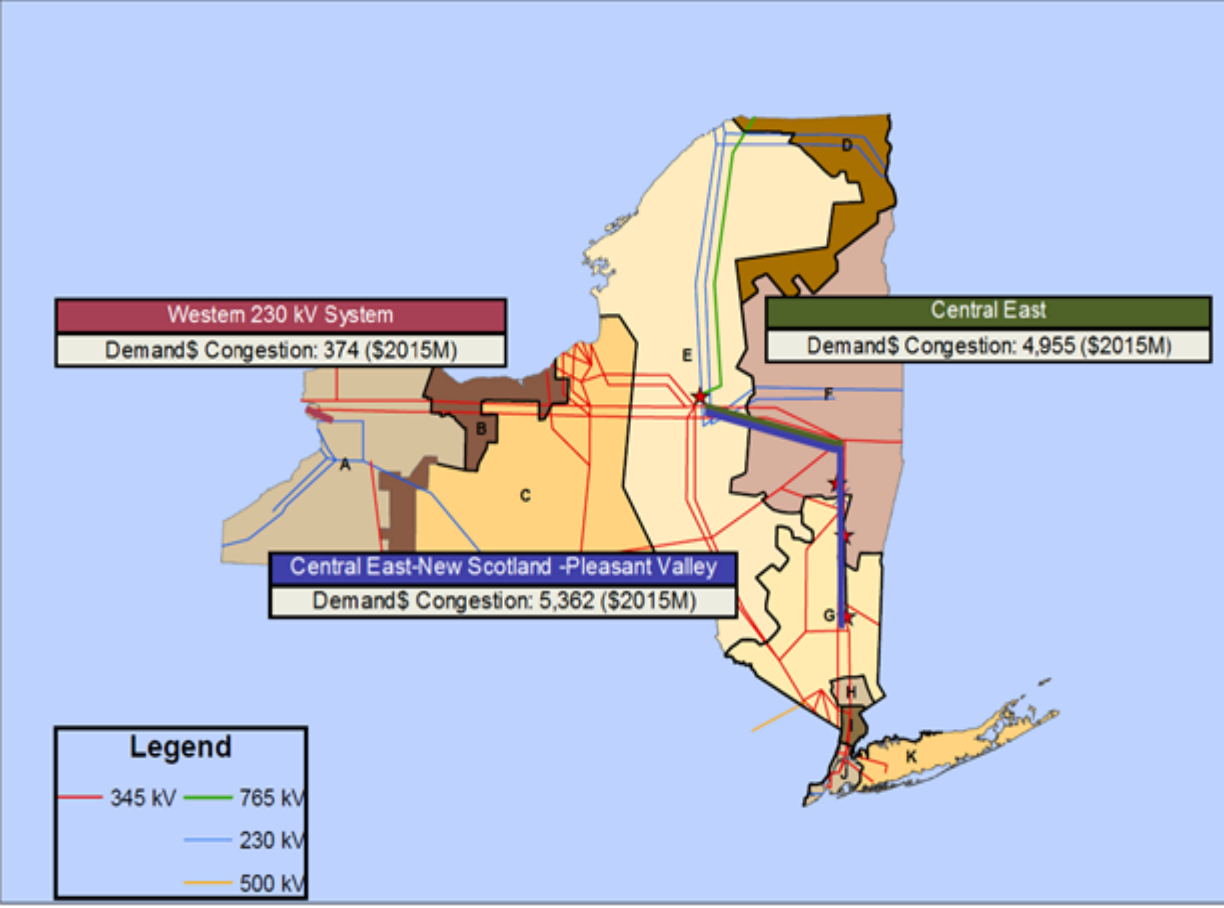 D
Western 230 kV System
Demand$ Congestion: 374 ($2015M)
Central East
Demand$ Congestion: 4,955 ($2015M)
E
F
B
A
C
Central East-New Scotland -Pleasant Valley
Demand$ Congestion: 5,362 ($2015M)
G
H
I
J
K
Legend
345 kV
765 kV
230 kV
500 kV